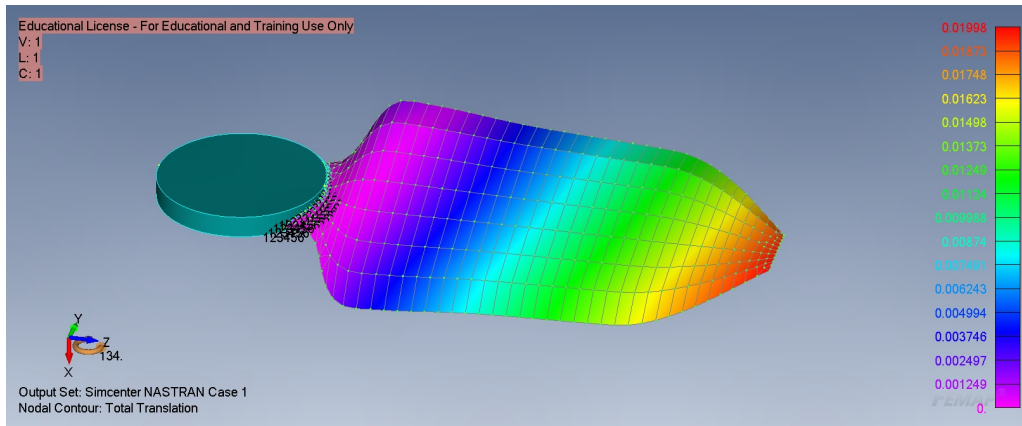 Educational License - For Educational and Training Use Only
V: 1
L: 1
C: 1
0.01998
0.01873
0.01748
0.01623
0.01498
0.01373
0.01249
0.01124
0.009988
0.00874
0.007491
0.006243
0.004994
0.003746
0.002497
0.001249
0.
123456
Y
Z
134.
X
Output Set: Simcenter NASTRAN Case 1
Nodal Contour: Total Translation
FEMAP